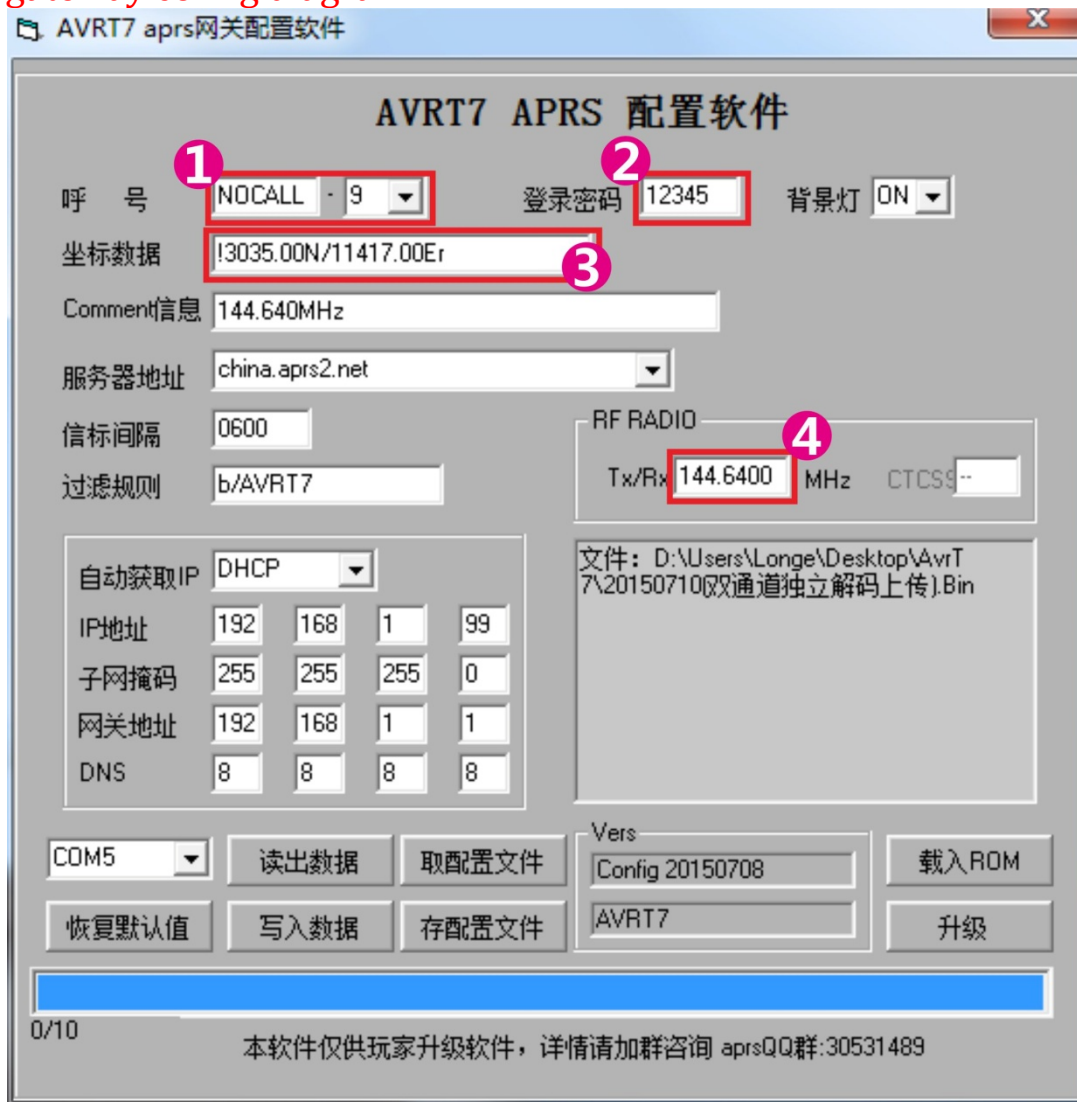 AVRT7 aprs网关配置软件
AVRT7 APRS 配置软件
1
2
呼 号 NOCALL - 9 登录密码 12345 背景灯 ON
坐标数据 !3035.00N/11417.00Er
3
Comment信息 144.640MHz
服务器地址 china.aprs2.net
信标间隔 0600
过滤规则 b/AVRT7
RF RADIO
4
Tx/Rx 144.6400 MHz CTCSS --
自动获取IP DHCP
IP地址 192 168 1 99
子网掩码 255 255 255 0
网关地址 192 168 1 1
DNS 8 8 8 8
文件: D:\Users\Longe\Desktop\AvrT
7\20150710(双通道独立解码上传).Bin
COM5 读出数据 取配置文件
恢复默认值 写入数据 存配置文件
Vers
Config 20150708
AVRT7
载入ROM
升级
0/10
本软件仅供玩家升级软件，详情请加群咨询 aprsQQ群:30531489